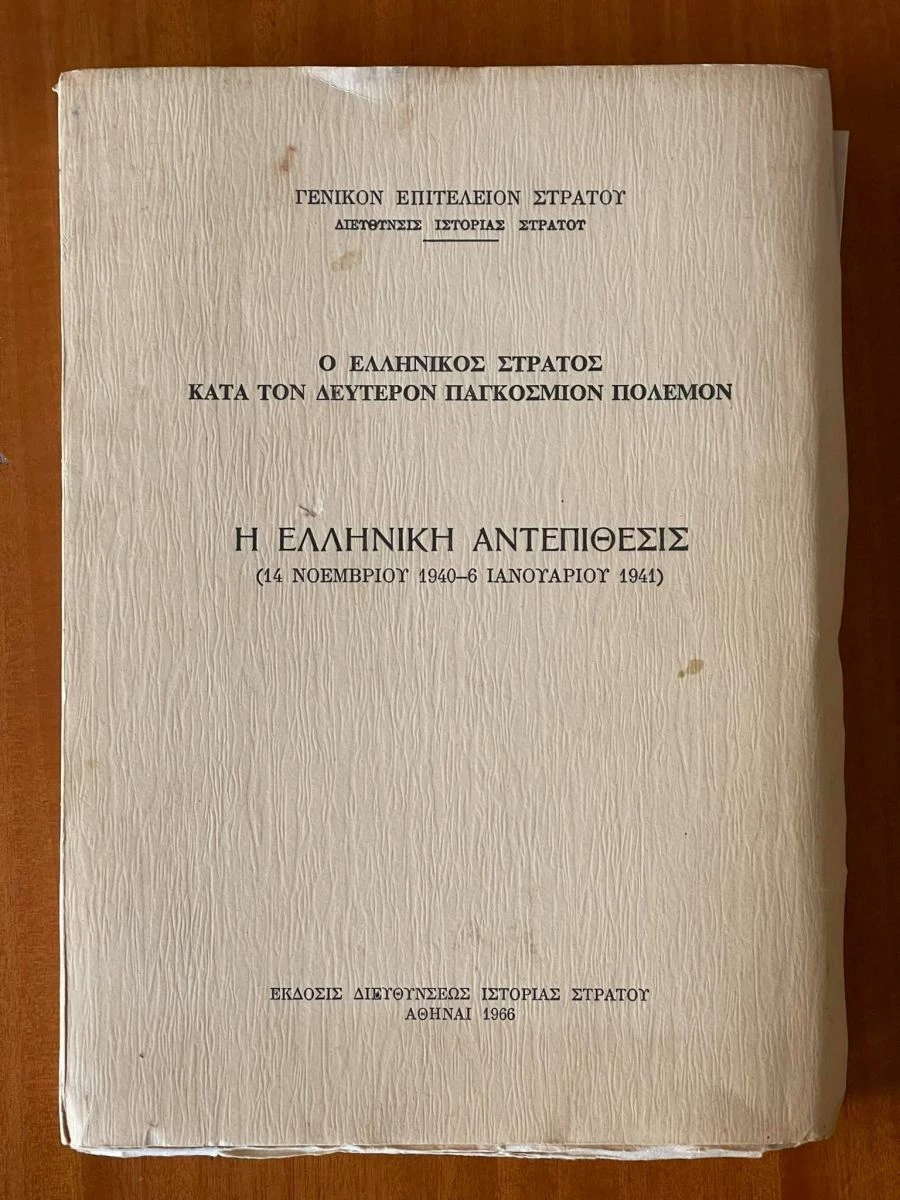 ΓΕΝΙΚΟΝ ΕΠΙΤΕΛΕΙΟΝ ΣΤΡΑΤΟΥ
ΔΙΕΥΘΥΝΣΙΣ ΙΣΤΟΡΙΑΣ ΣΤΡΑΤΟΥ
Ο ΕΛΛΗΝΙΚΟΣ ΣΤΡΑΤΟΣ
ΚΑΤΑ ΤΟΝ ΔΕΥΤΕΡΟΝ ΠΑΓΚΟΣΜΙΟΝ ΠΟΛΕΜΟΝ
Η ΕΛΛΗΝΙΚΗ ΑΝΤΕΠΙΘΕΣΙΣ
(14 ΝΟΕΜΒΡΙΟΥ 1940–6 ΙΑΝΟΥΑΡΙΟΥ 1941)
ΕΚΔΟΣΙΣ ΔΙΕΥΘΥΝΣΕΩΣ ΙΣΤΟΡΙΑΣ ΣΤΡΑΤΟΥ
ΑΘΗΝΑΙ 1966